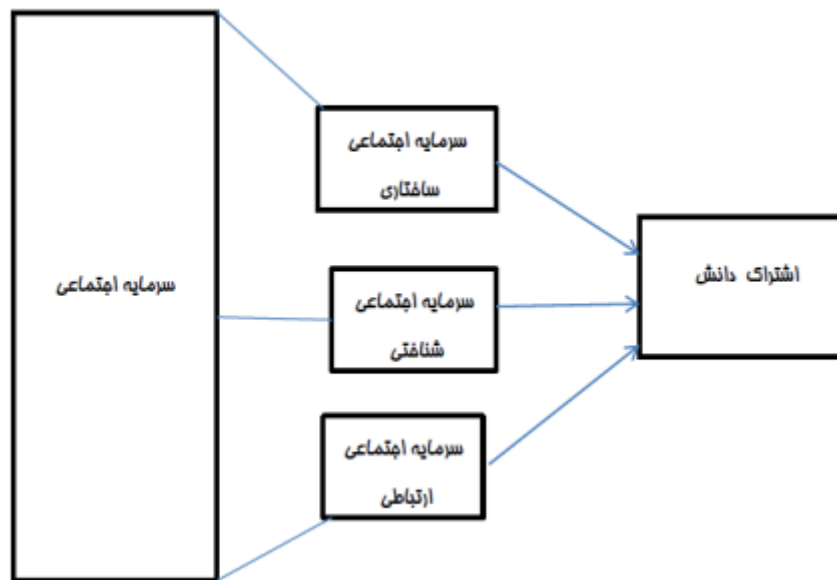 سرمایه اجتماعی
سرمایه اجتماعی
ساختاری
سرمایه اجتماعی
شناختی
سرمایه اجتماعی
ارتباطی
اشتراک دانش